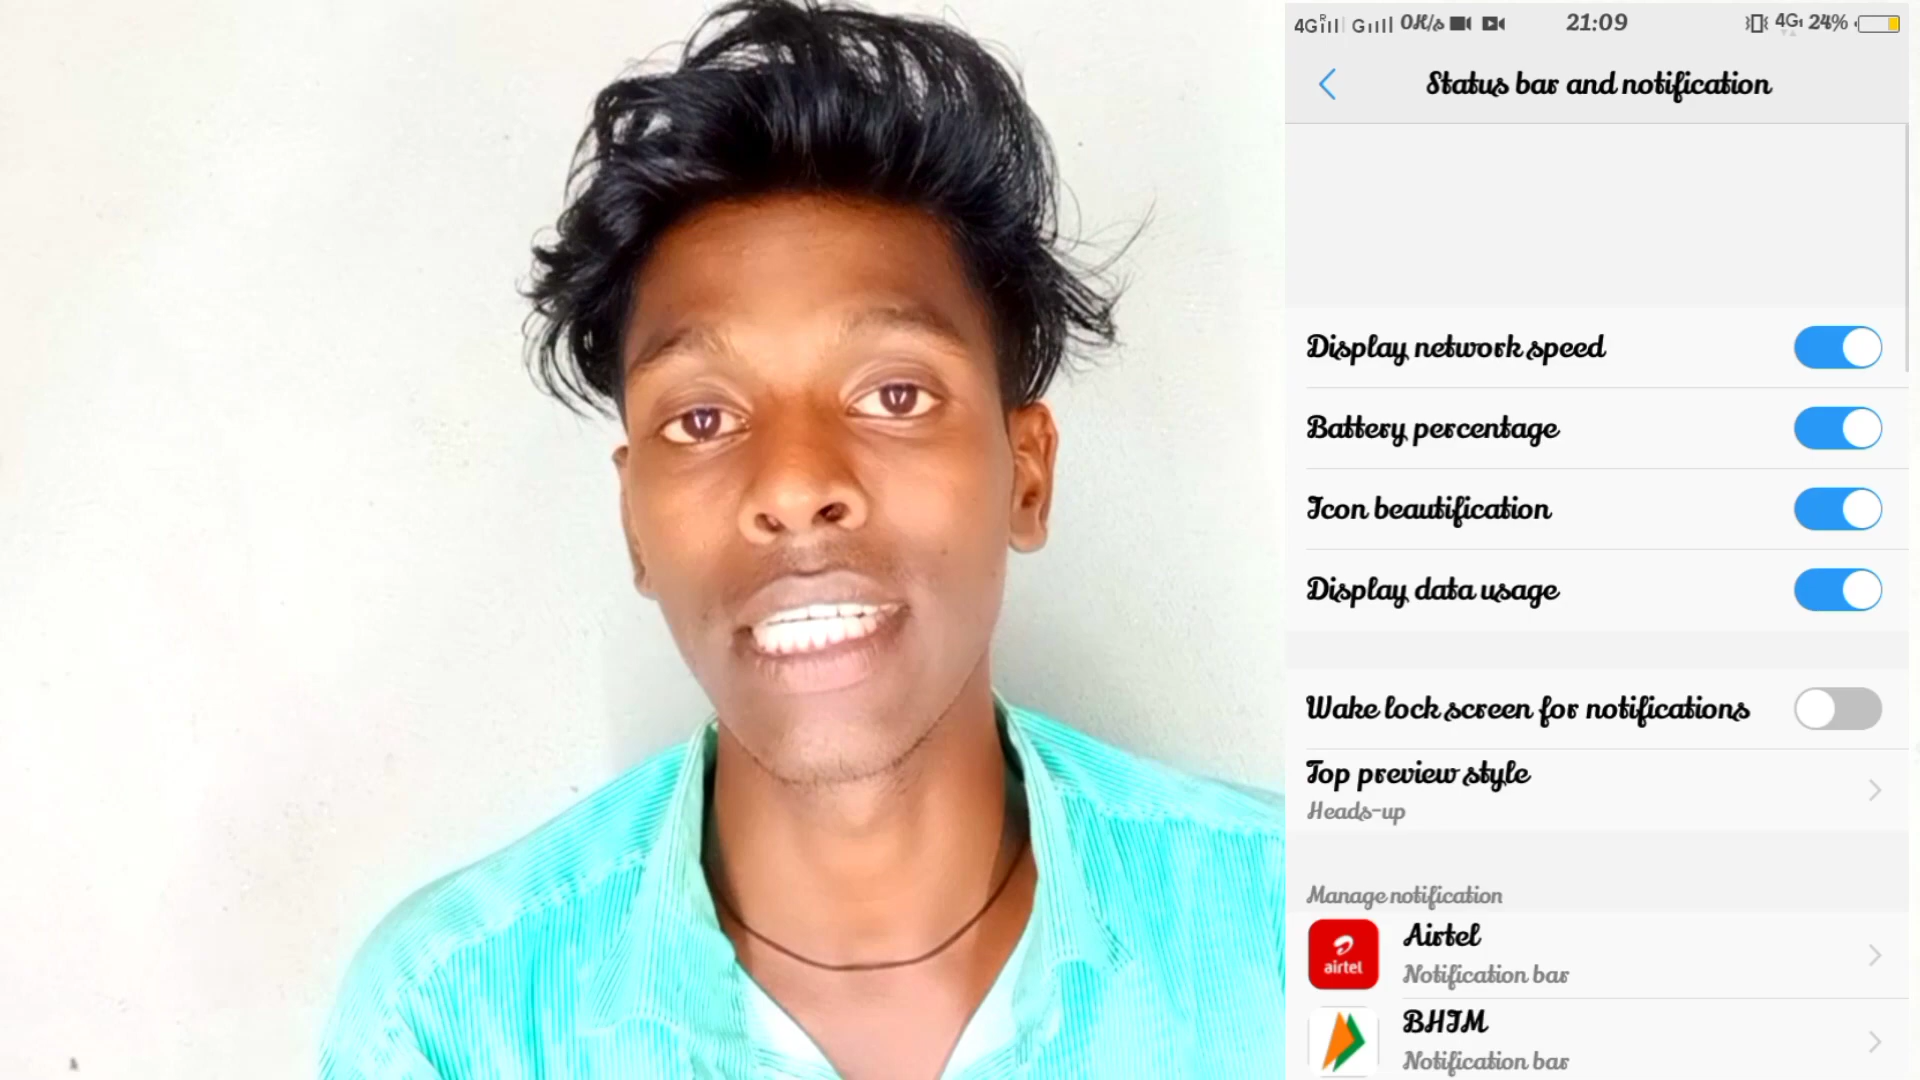 4G R G 0K/s 21:09 4G 24%
Status bar and notification
Display network speed
Battery percentage
Icon beautification
Display data usage
Wake lock screen for notifications
Top preview style
Heads-up
Manage notification
airtel
Airtel
Notification bar
BHIM
Notification bar